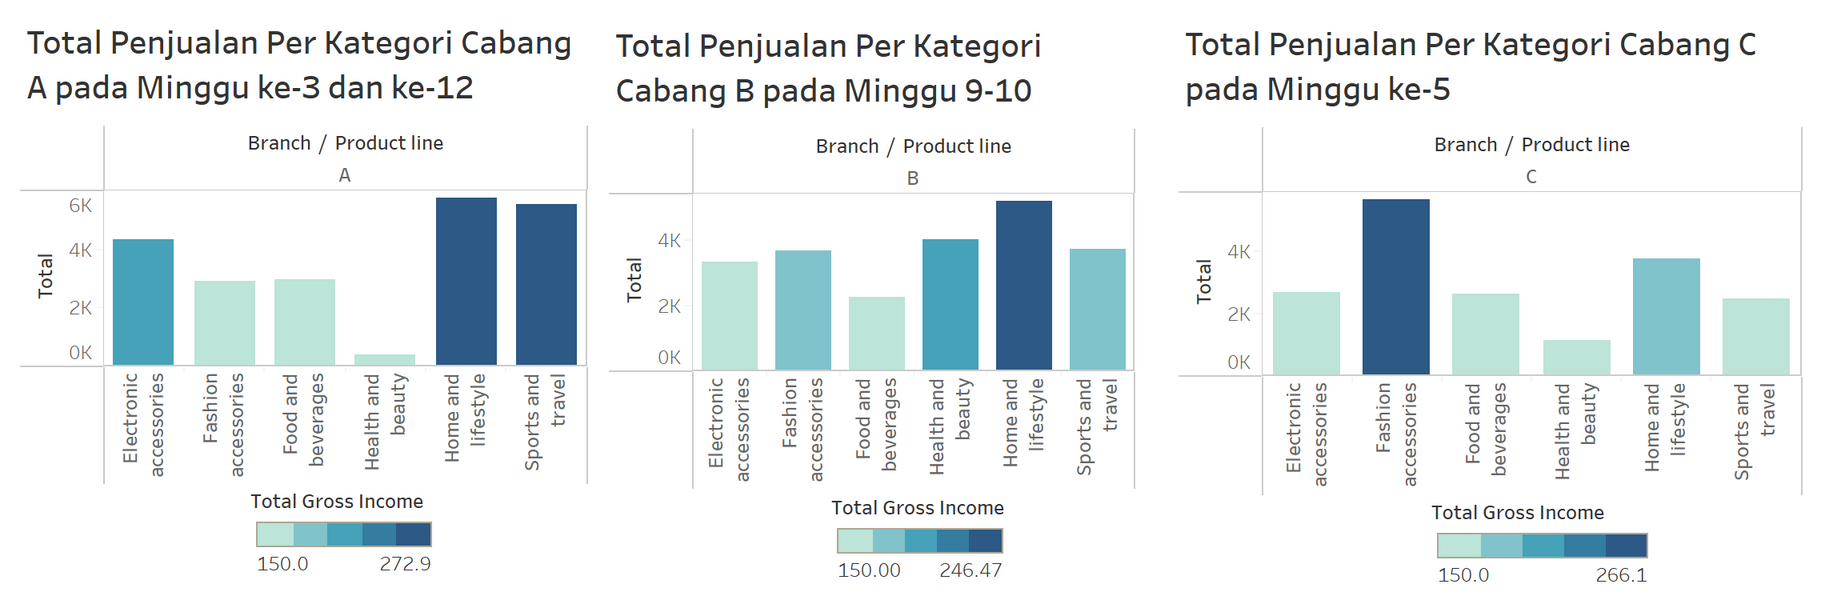 Total Penjualan Per Kategori Cabang
A pada Minggu ke-3 dan ke-12
Branch / Product line
A
6K
4K
2K
0K
Total
Electronic
accessories
Fashion
accessories
Food and
beverages
Health and
beauty
Home and
lifestyle
Sports and
travel
Total Gross Income
150.0 272.9
Total Penjualan Per Kategori
Cabang B pada Minggu 9-10
Branch / Product line
B
4K
2K
0K
Total
Electronic
accessories
Fashion
accessories
Food and
beverages
Health and
beauty
Home and
lifestyle
Sports and
travel
Total Gross Income
150.00 246.47
Total Penjualan Per Kategori Cabang C
pada Minggu ke-5
Branch / Product line
C
4K
2K
0K
Total
Electronic
accessories
Fashion
accessories
Food and
beverages
Health and
beauty
Home and
lifestyle
Sports and
travel
Total Gross Income
150.0 266.1